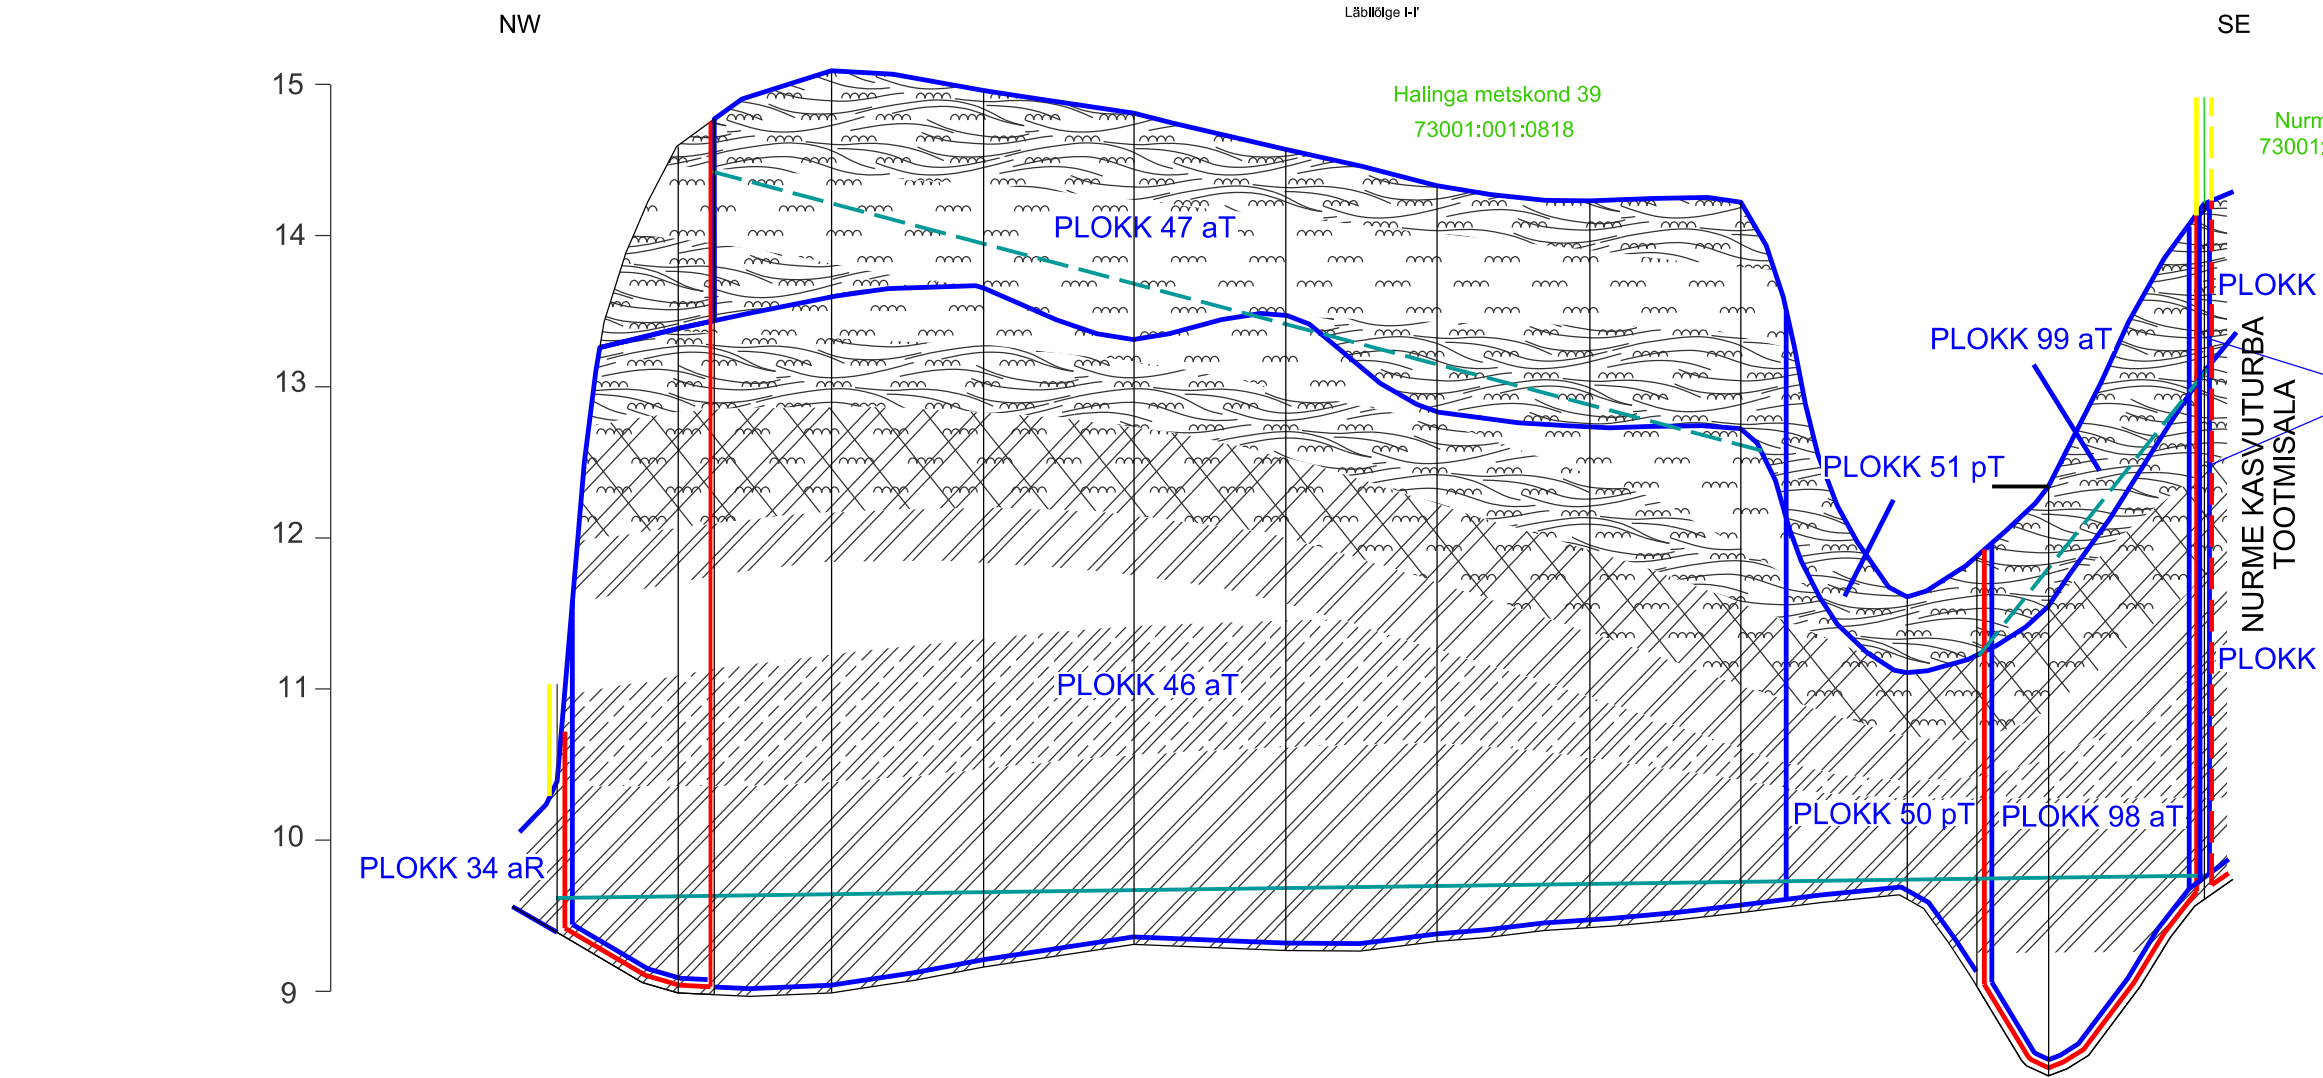 NW
Läbilõige I-I'
SE
15
Halinga metskond 39
73001:001:0818
Nurm
73001:
14
PLOKK 47 aT
PLOKK
PLOKK 99 aT
13
PLOKK 51 pT
NURME KASVUTURBA
TOOTMISALA
12
11
PLOKK 46 aT
PLOKK
10
PLOKK 50 pT
PLOKK 98 aT
PLOKK 34 aR
9